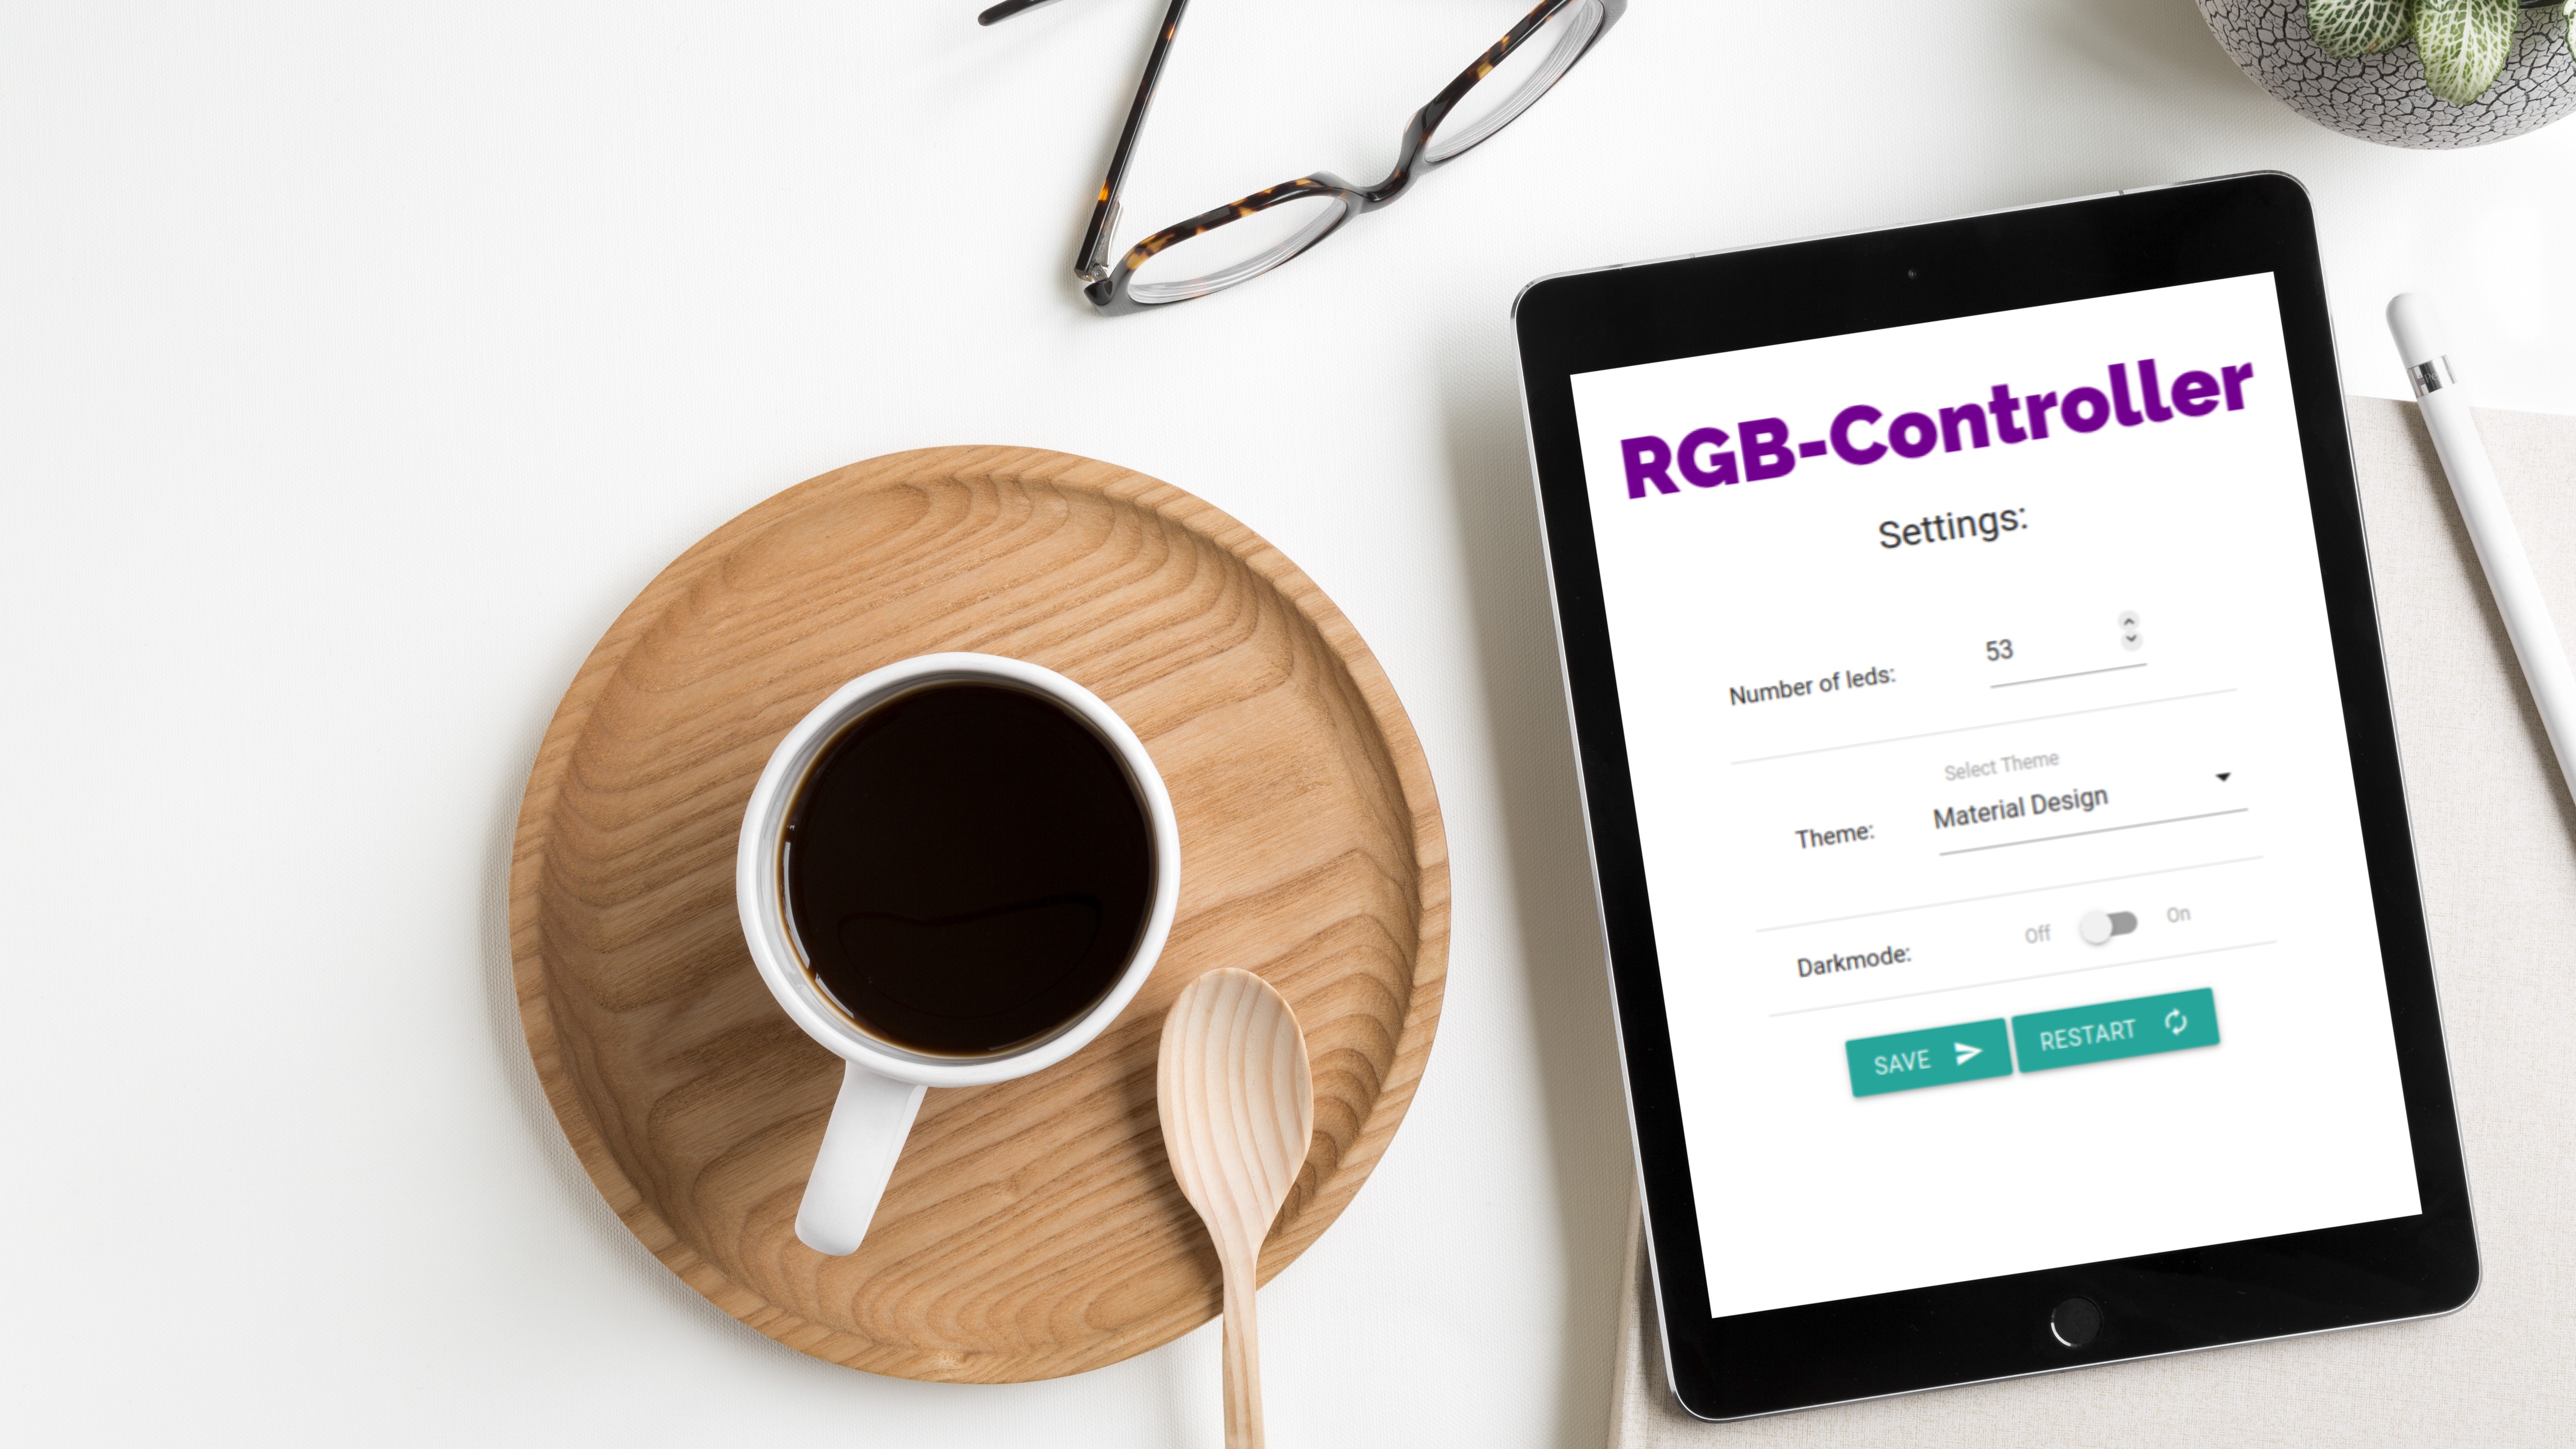 RGB-Controller
Settings:
Number of leds: 53
Select Theme
Theme: Material Design
Darkmode: Off On
SAVE RESTART